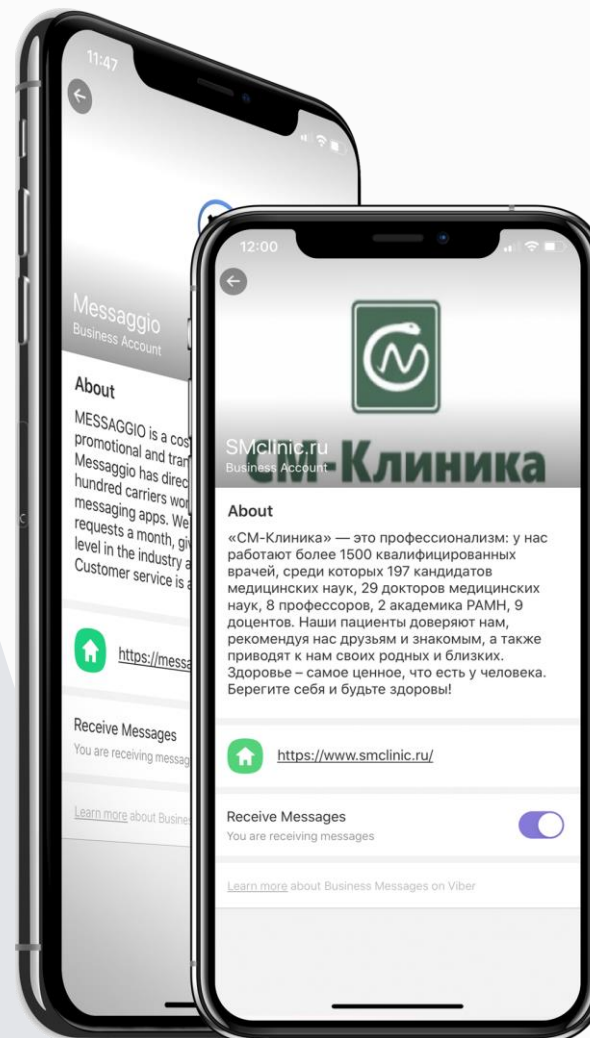 11:47
Messaggio
Business Account
About
MESSAGGIO is a cos
promotional and tran
Messaggio has direc
hundred carriers wor
messaging apps. We
requests a month, giv
level in the industry a
Customer service is a
https://messa
Receive Messages
You are receiving messag
Learn more about Busine
12:00
СМ-Клиника
SMclinic.ru
Business Account
About
«СМ-Клиника» — это профессионализм: у нас
работают более 1500 квалифицированных
врачей, среди которых 197 кандидатов
медицинских наук, 29 докторов медицинских
наук, 8 профессоров, 2 академика РАМН, 9
доцентов. Наши пациенты доверяют нам,
рекомендуя нас друзьям и знакомым, а также
приводят к нам своих родных и близких.
Здоровье – самое ценное, что есть у человека.
Берегите себя и будьте здоровы!
https://www.smclinic.ru/
Receive Messages
You are receiving messages
Learn more about Business Messages on Viber